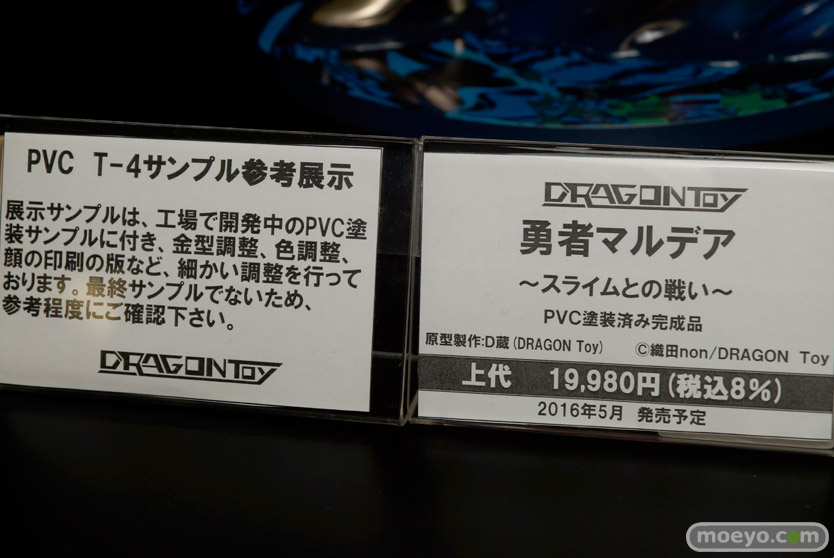 PVC T-4サンプル参考展示
展示サンプルは、工場で開発中のPVC塗
装サンプルに付き、金型調整、色調整、
顔の印刷の版など、細かい調整を行って
おります。最終サンプルでないため、
参考程度にご確認下さい。
DRAGONToy
DRAGONToy
勇者マルデア
～スライムとの戦い～
PVC塗装済み完成品
原型製作:D蔵(DRAGON Toy) ©織田non/DRAGON Toy
上代 19,980円(税込8%)
2016年5月 発売予定
moeyo.com